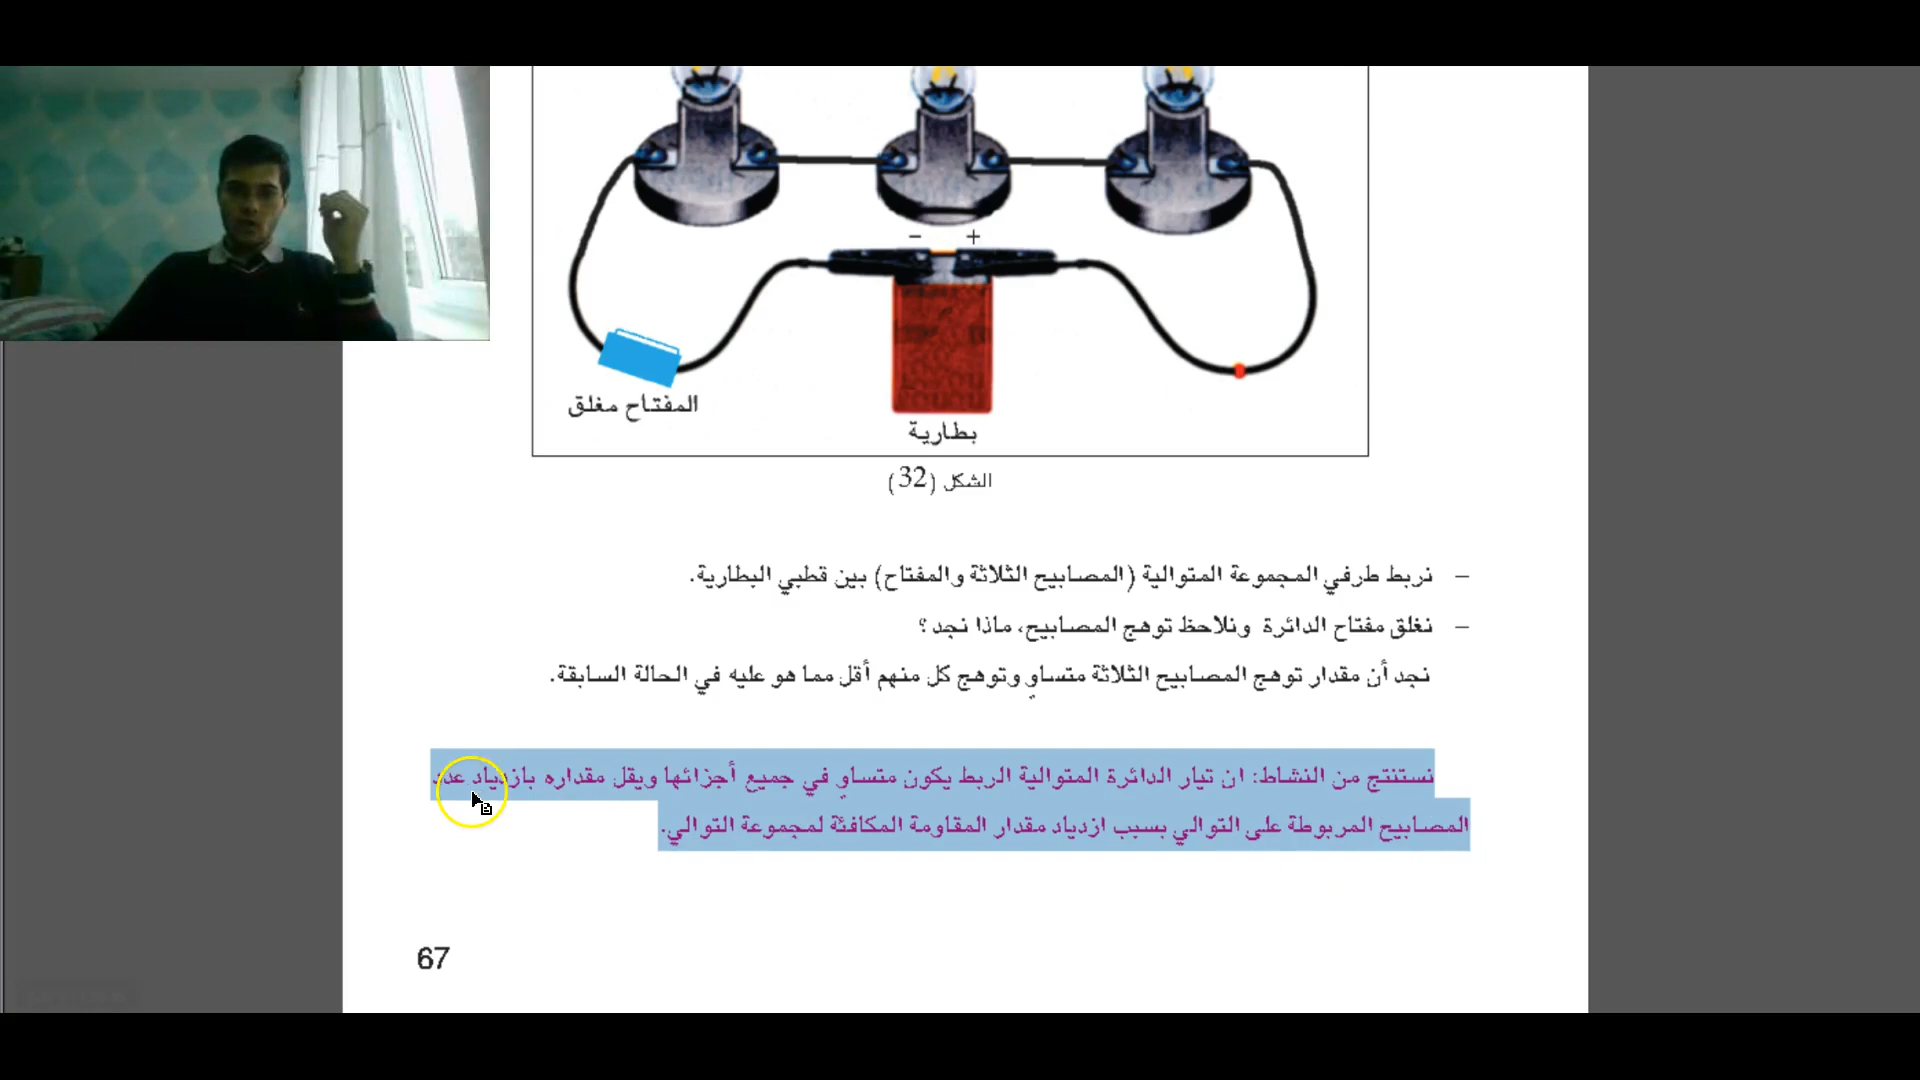 − +
المفتاح مغلق
بطارية
الشكل (32)
– نربط طرفي المجموعة المتوالية (المصابيح الثلاثة والمفتاح) بين قطبي البطارية.
– نغلق مفتاح الدائرة ونلاحظ توهج المصابيح، ماذا نجد؟
نجد أن مقدار توهج المصابيح الثلاثة متساوٍ وتوهج كل منهم أقل مما هو عليه في الحالة السابقة.
نستنتج من النشاط: ان تيار الدائرة المتوالية الربط يكون متساوٍ في جميع أجزائها ويقل مقداره بازدياد عدد
المصابيح المربوطة على التوالي بسبب ازدياد مقدار المقاومة المكافئة لمجموعة التوالي.
67